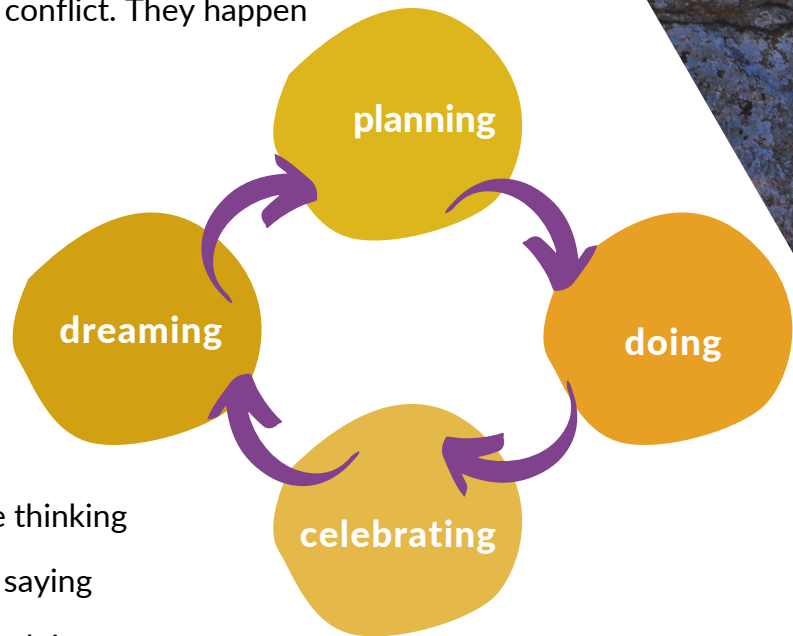 conflict. They happen
planning
dreaming
doing
celebrating
thinking
saying